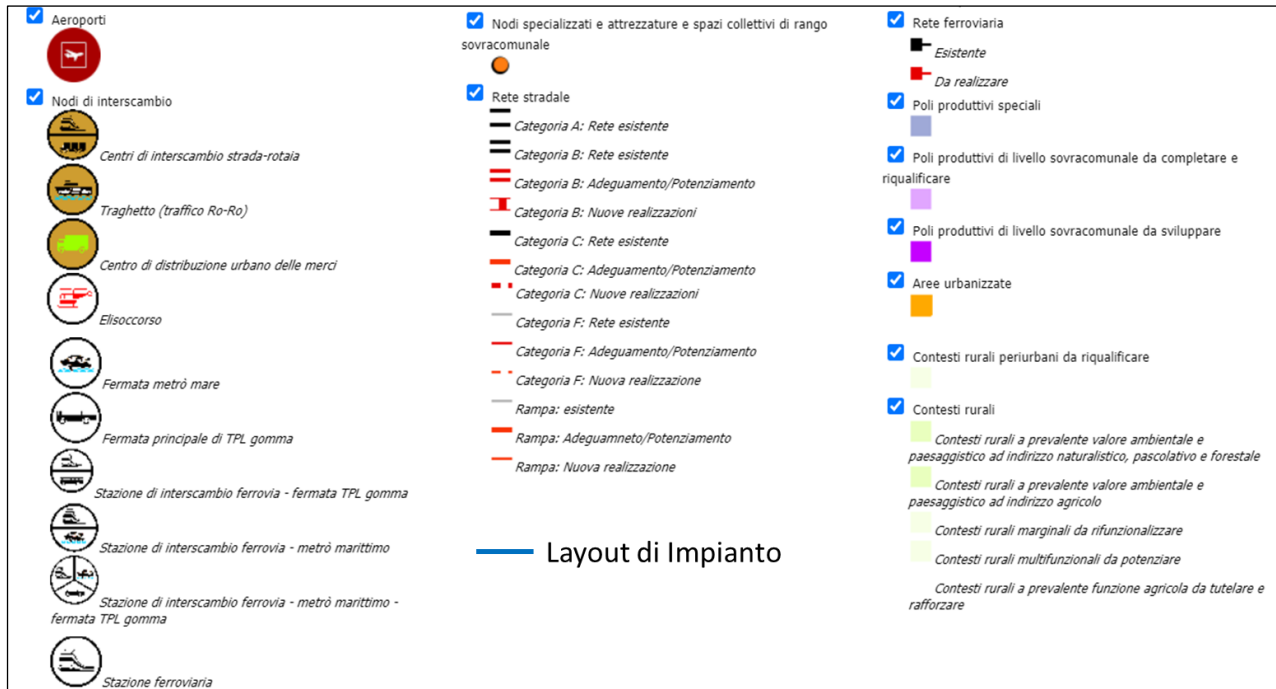 Aeroporti
Nodi di interscambio
Centri di interscambio strada-rotaia
Traghetto (traffico Ro-Ro)
Centro di distribuzione urbano delle merci
Elisoccorso
Fermata metrò mare
Fermata principale di TPL gomma
Stazione di interscambio ferrovia - fermata TPL gomma
Stazione di interscambio ferrovia - metrò marittimo
Stazione di interscambio ferrovia - metrò marittimo -
fermata TPL gomma
Stazione ferroviaria
Nodi specializzati e attrezzature e spazi collettivi di rango
sovracomunale
Rete stradale
Categoria A: Rete esistente
Categoria B: Rete esistente
Categoria B: Adeguamento/Potenziamento
Categoria B: Nuove realizzazioni
Categoria C: Rete esistente
Categoria C: Adeguamento/Potenziamento
Categoria C: Nuove realizzazioni
Categoria F: Rete esistente
Categoria F: Adeguamento/Potenziamento
Categoria F: Nuova realizzazione
Rampa: esistente
Rampa: Adeguamneto/Potenziamento
Rampa: Nuova realizzazione
Layout di Impianto
Rete ferroviaria
Esistente
Da realizzare
Poli produttivi speciali
Poli produttivi di livello sovracomunale da completare e
riqualificare
Poli produttivi di livello sovracomunale da sviluppare
Aree urbanizzate
Contesti rurali periurbani da riqualificare
Contesti rurali
Contesti rurali a prevalente valore ambientale e
paesaggistico ad indirizzo naturalistico, pascolativo e forestale
Contesti rurali a prevalente valore ambientale e
paesaggistico ad indirizzo agricolo
Contesti rurali marginali da rifunzionalizzare
Contesti rurali multifunzionali da potenziare
Contesti rurali a prevalente funzione agricola da tutelare e
rafforzare